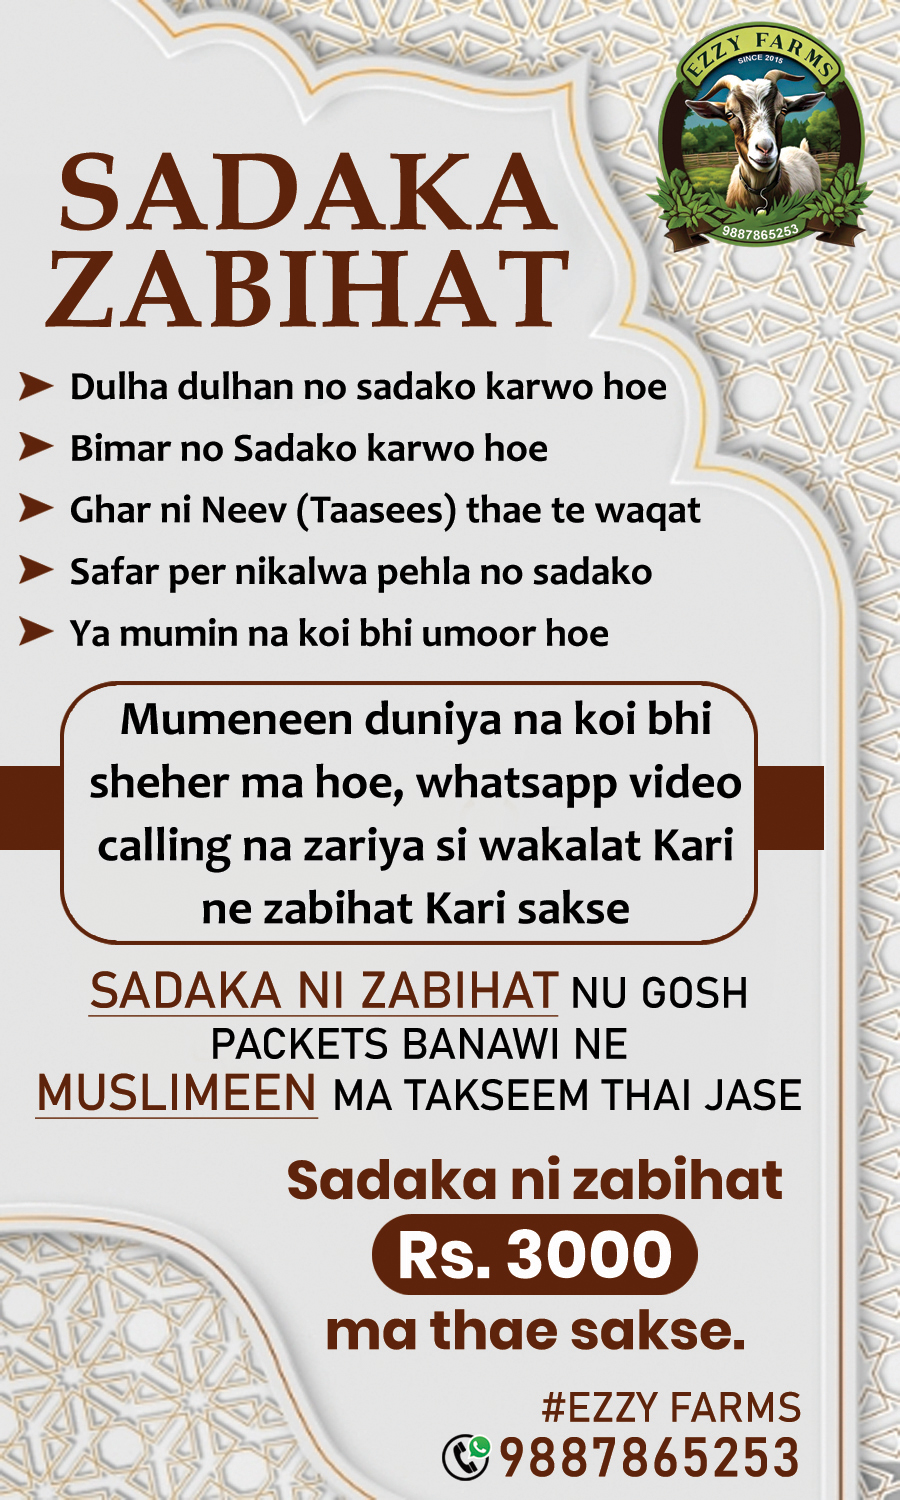 EZZY FARMS
SINCE 2015
9887865253
SADAKA
ZABIHAT
Dulha dulhan no sadako karwo hoe
Bimar no Sadako karwo hoe
Ghar ni Neev (Taasees) thae te waqat
Safar per nikalwa pehla no sadako
Ya mumin na koi bhi umoor hoe
Mumeneen duniya na koi bhi
sheher ma hoe, whatsapp video
calling na zariya si wakalat Kari
ne zabihat Kari sakse
SADAKA NI ZABIHAT NU GOSH
PACKETS BANAWI NE
MUSLIMEEN MA TAKSEEM THAI JASE
Sadaka ni zabihat
Rs. 3000
ma thae sakse.
#EZZY FARMS
9887865253